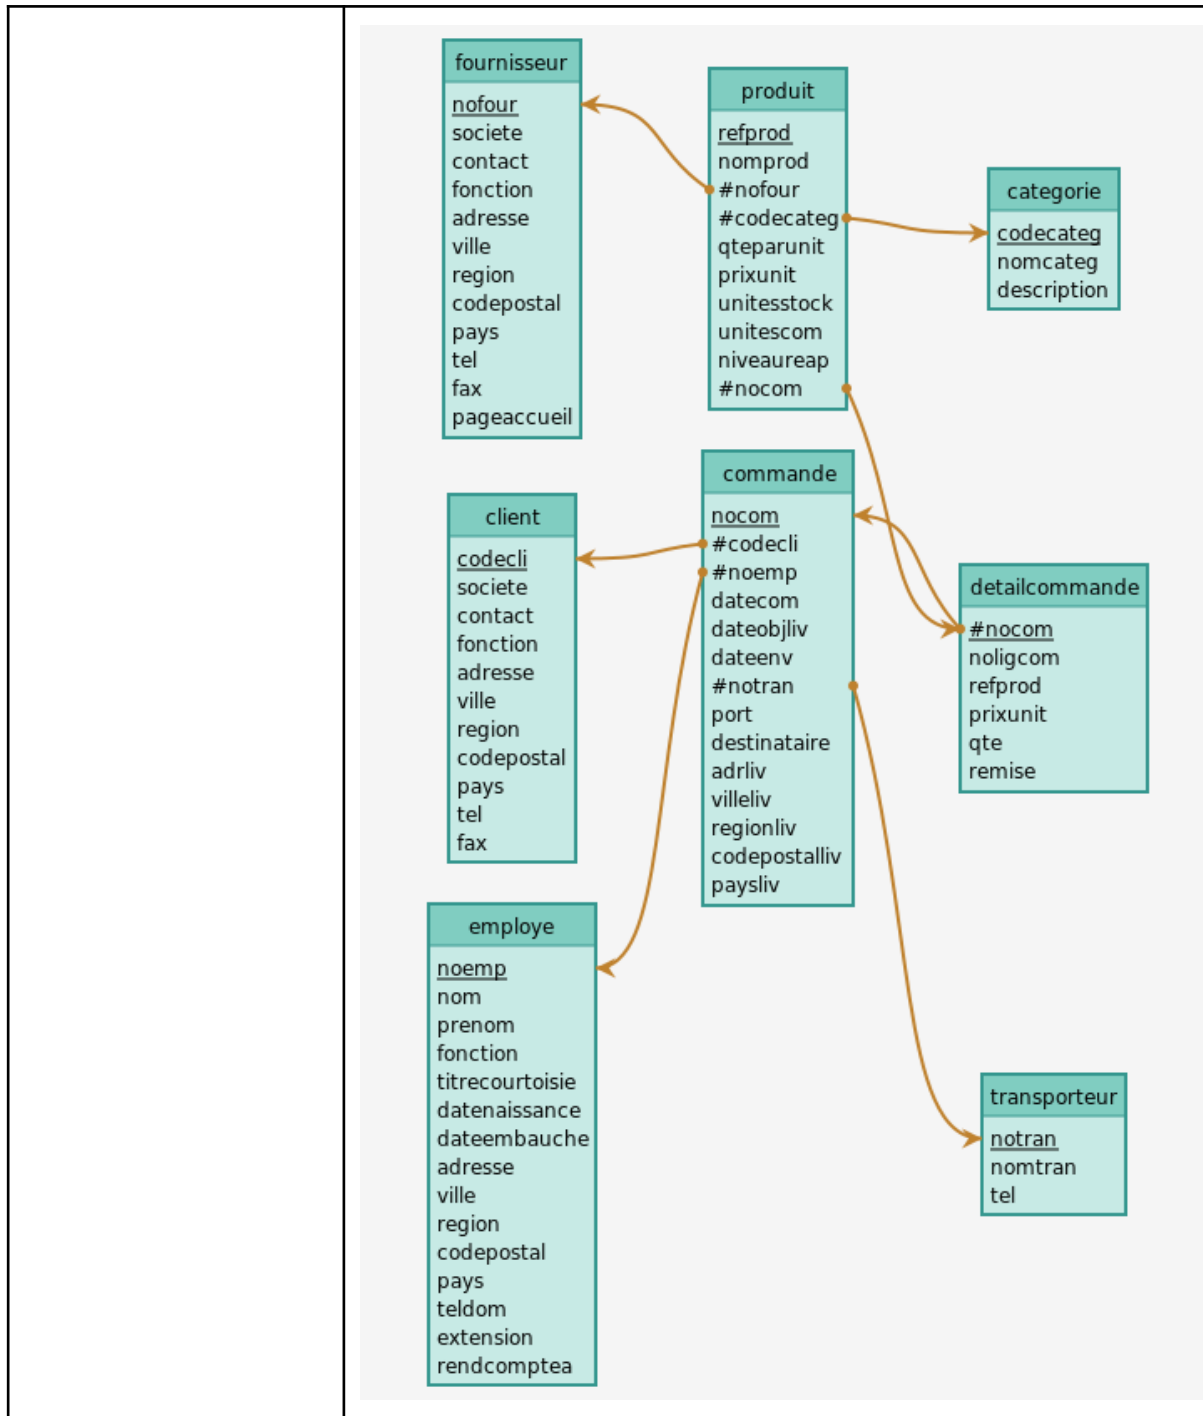 fournisseur
nofour
societe
contact
fonction
adresse
ville
region
codepostal
pays
tel
fax
pageaccueil
produit
refprod
nomprod
#nofour
#codecateg
qteparunit
prixunit
unitesstock
unitescom
niveaureap
#nocom
categorie
codecateg
nomcateg
description
client
codecli
societe
contact
fonction
adresse
ville
region
codepostal
pays
tel
fax
commande
nocom
#codecli
#noemp
datecom
dateobjliv
dateenv
#notran
port
destinataire
adrliv
villeliv
regionliv
codepostalliv
paysliv
detailcommande
#nocom
noligcom
refprod
prixunit
qte
remise
employe
noemp
nom
prenom
fonction
titrecourtoisie
datenaissance
dateembauche
adresse
ville
region
codepostal
pays
teldom
extension
rendcomptea
transporteur
notran
nomtran
tel